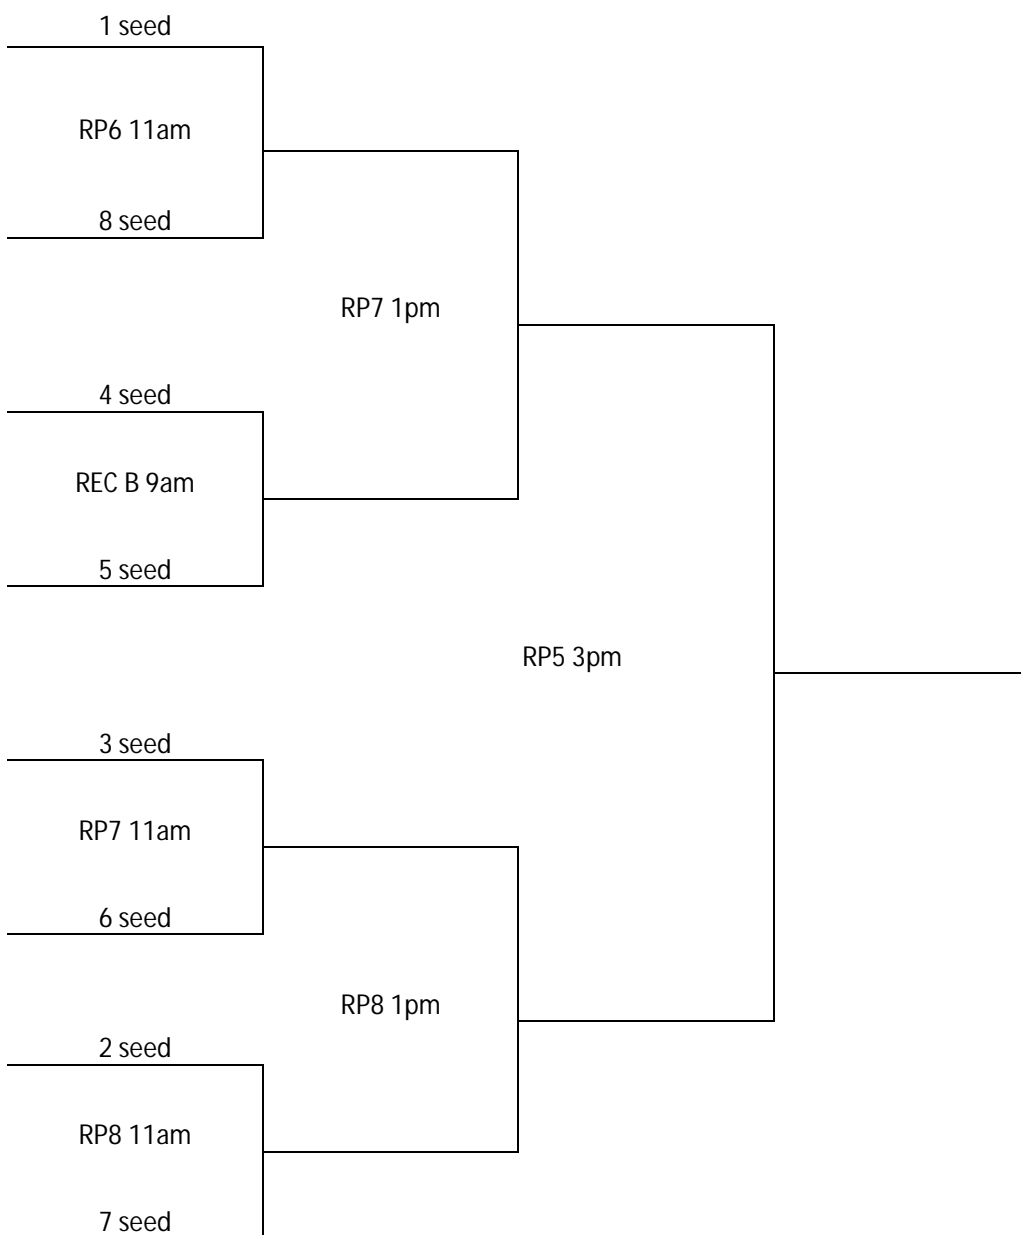 1 seed
RP6 11am
8 seed
RP7 1pm
4 seed
REC B 9am
5 seed
RP5 3pm
3 seed
RP7 11am
6 seed
RP8 1pm
2 seed
RP8 11am
7 seed